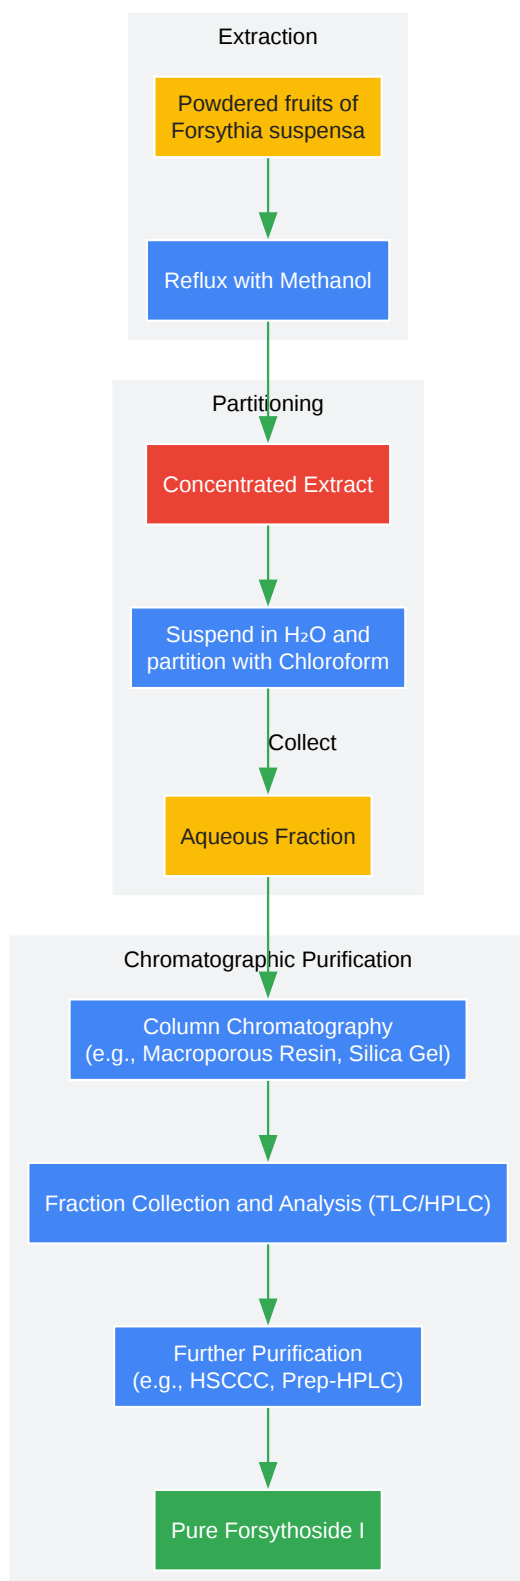 Extraction
Powdered fruits of
Forsythia suspensa
Reflux with Methanol
Partitioning
Concentrated Extract
Suspend in H₂O and
partition with Chloroform
Collect
Aqueous Fraction
Chromatographic Purification
Column Chromatography
(e.g., Macroporous Resin, Silica Gel)
Fraction Collection and Analysis (TLC/HPLC)
Further Purification
(e.g., HSCCC, Prep-HPLC)
Pure Forsythoside I